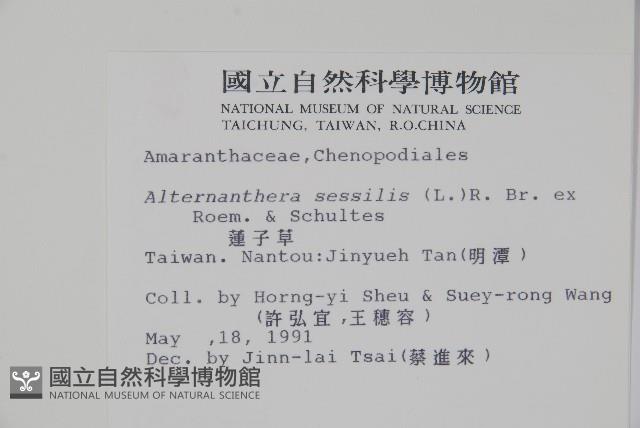 國立自然科學博物館
NATIONAL MUSEUM OF NATURAL SCIENCE
TAICHUNG, TAIWAN, R.O.CHINA
Amaranthaceae,Chenopodiales
Alternanthera sessilis (L.)R. Br. ex
Roem. & Schultes
蓮子草
Taiwan. Nantou:Jinyueh Tan(明潭)
Coll. by Horng-yi Sheu & Suey-rong Wang
(許弘宜,王穗容)
May ,18, 1991
Dec. by Jinn-lai Tsai(蔡進來)
國立自然科學博物館
NATIONAL MUSEUM OF NATURAL SCIENCE